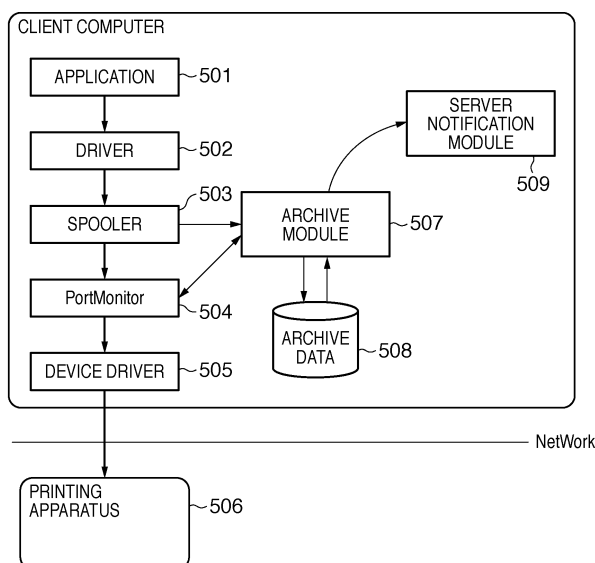 CLIENT COMPUTER
APPLICATION
501
DRIVER
502
SPOOLER
503
PortMonitor
504
DEVICE DRIVER
505
ARCHIVE
MODULE
507
ARCHIVE
DATA
508
SERVER
NOTIFICATION
MODULE
509
NetWork
PRINTING
APPARATUS
506